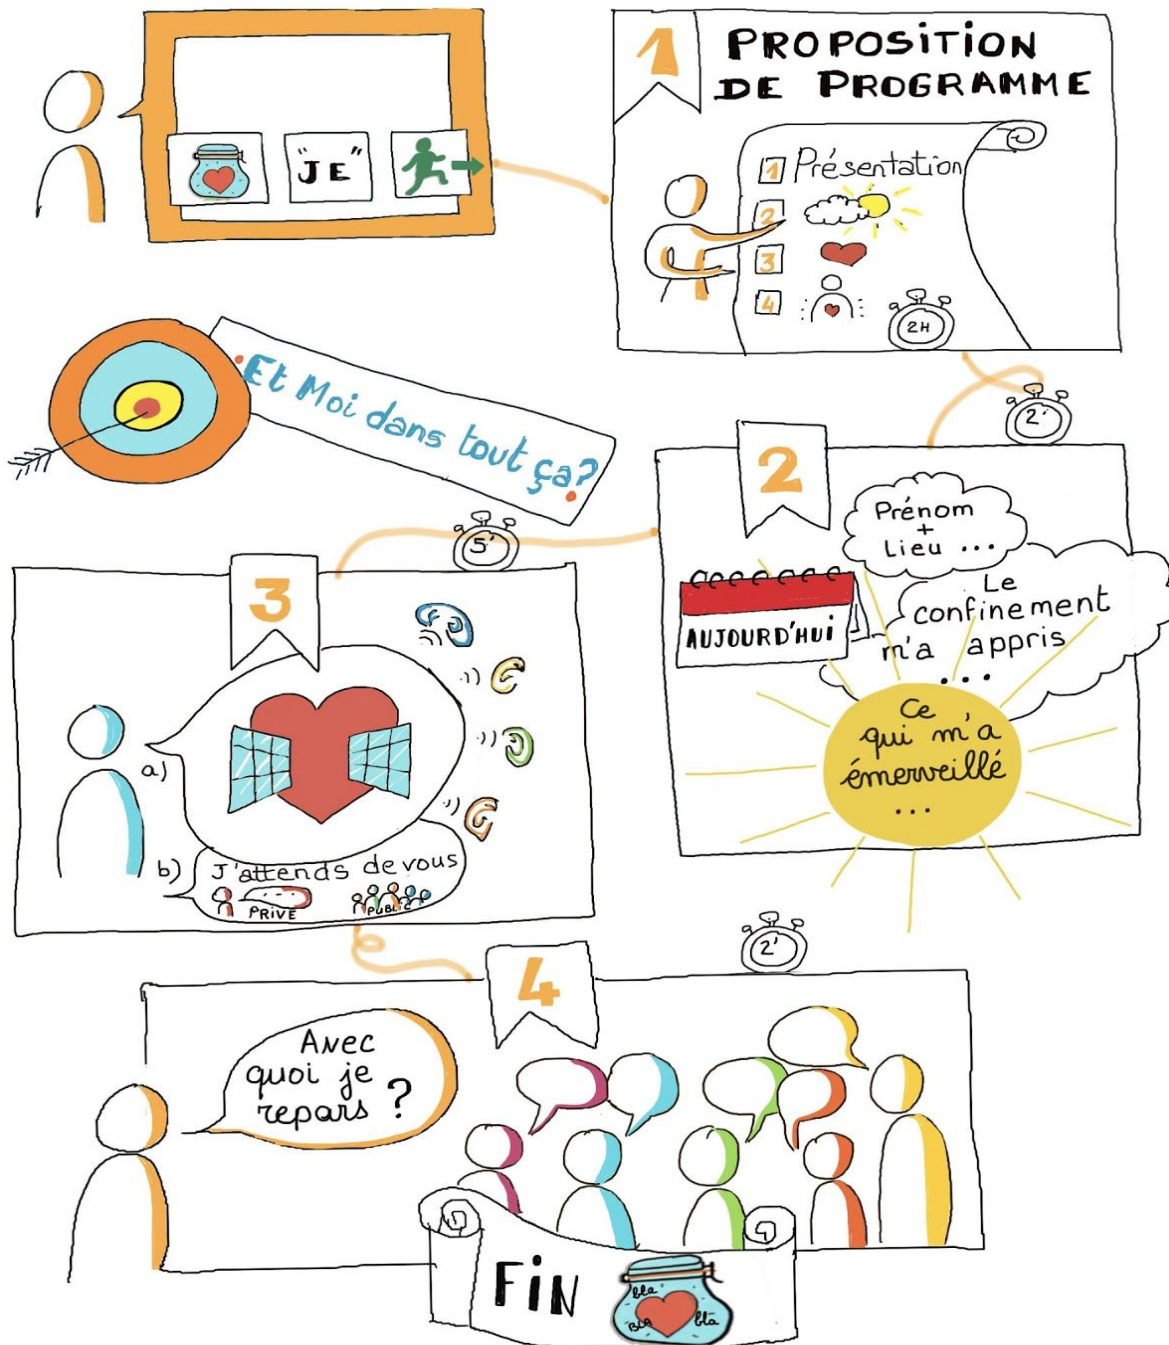 "JE"
1
PROPOSITION
DE PROGRAMME
1 Présentation
2
3
4
2H
Et Moi dans tout ça?
2'
2
Prénom
+
Lieu ...
AUJOURD'HUI
Le
confinement
m'a appris
...
Ce
qui m'a
émerveillé
...
5'
3
a)
b) J'attends de vous
PRIVÉ
PUBLIC
2'
4
Avec
quoi je
repars ?
FIN
bla
BLA
bla